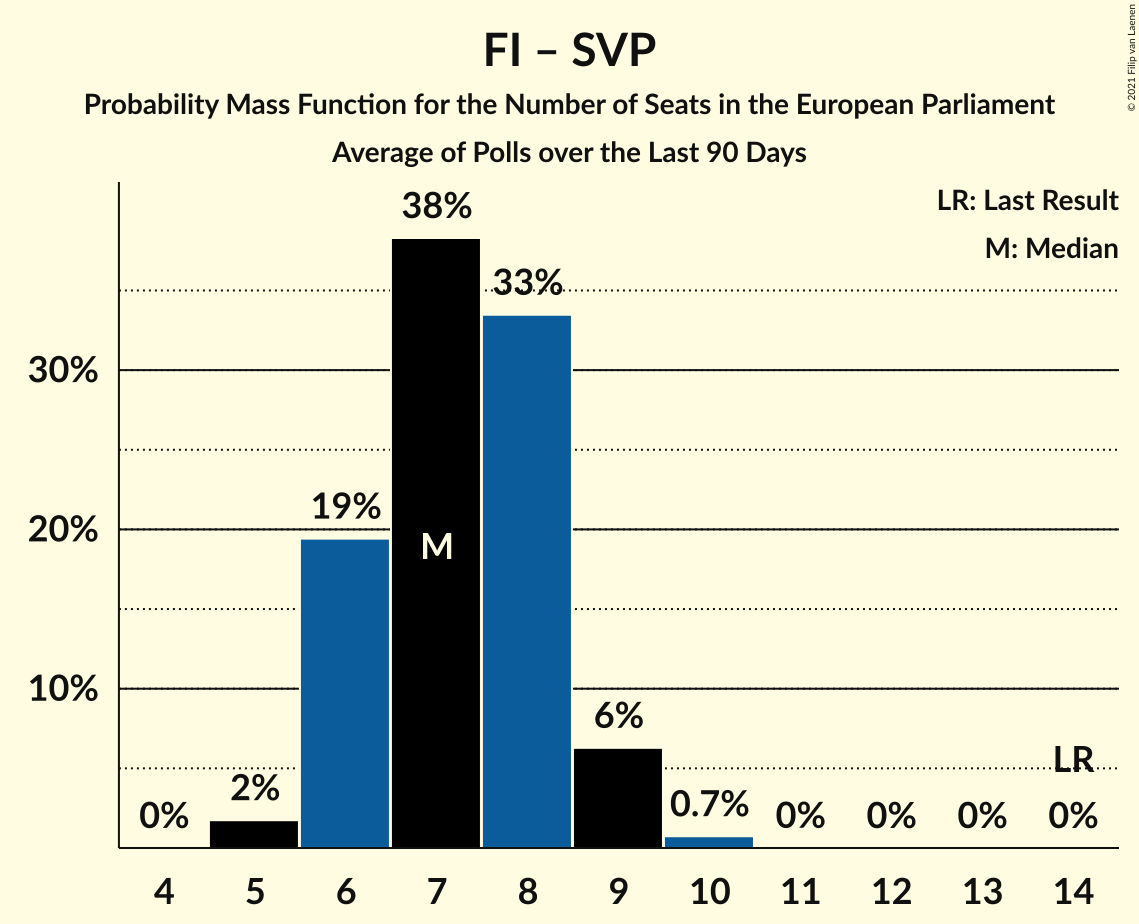 FI – SVP
Probability Mass Function for the Number of Seats in the European Parliament
Average of Polls over the Last 90 Days
© 2021 Filip van Laenen
LR: Last Result
M: Median
38%
33%
30%
19%
20%
M
10%
6%
LR
2%
0.7%
0%
0%
0%
0%
0%
4 5 6 7 8 9 10 11 12 13 14